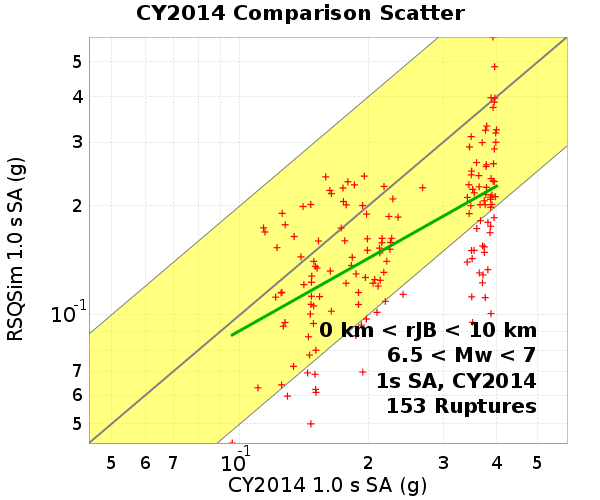 CY2014 Comparison Scatter
RSQSim 1.0 s SA (g)
5
4
3
2
10-1
7
6
5
0 km < rJB < 10 km
6.5 < Mw < 7
1s SA, CY2014
153 Ruptures
5 6 7 10-1 2 3 4 5
CY2014 1.0 s SA (g)